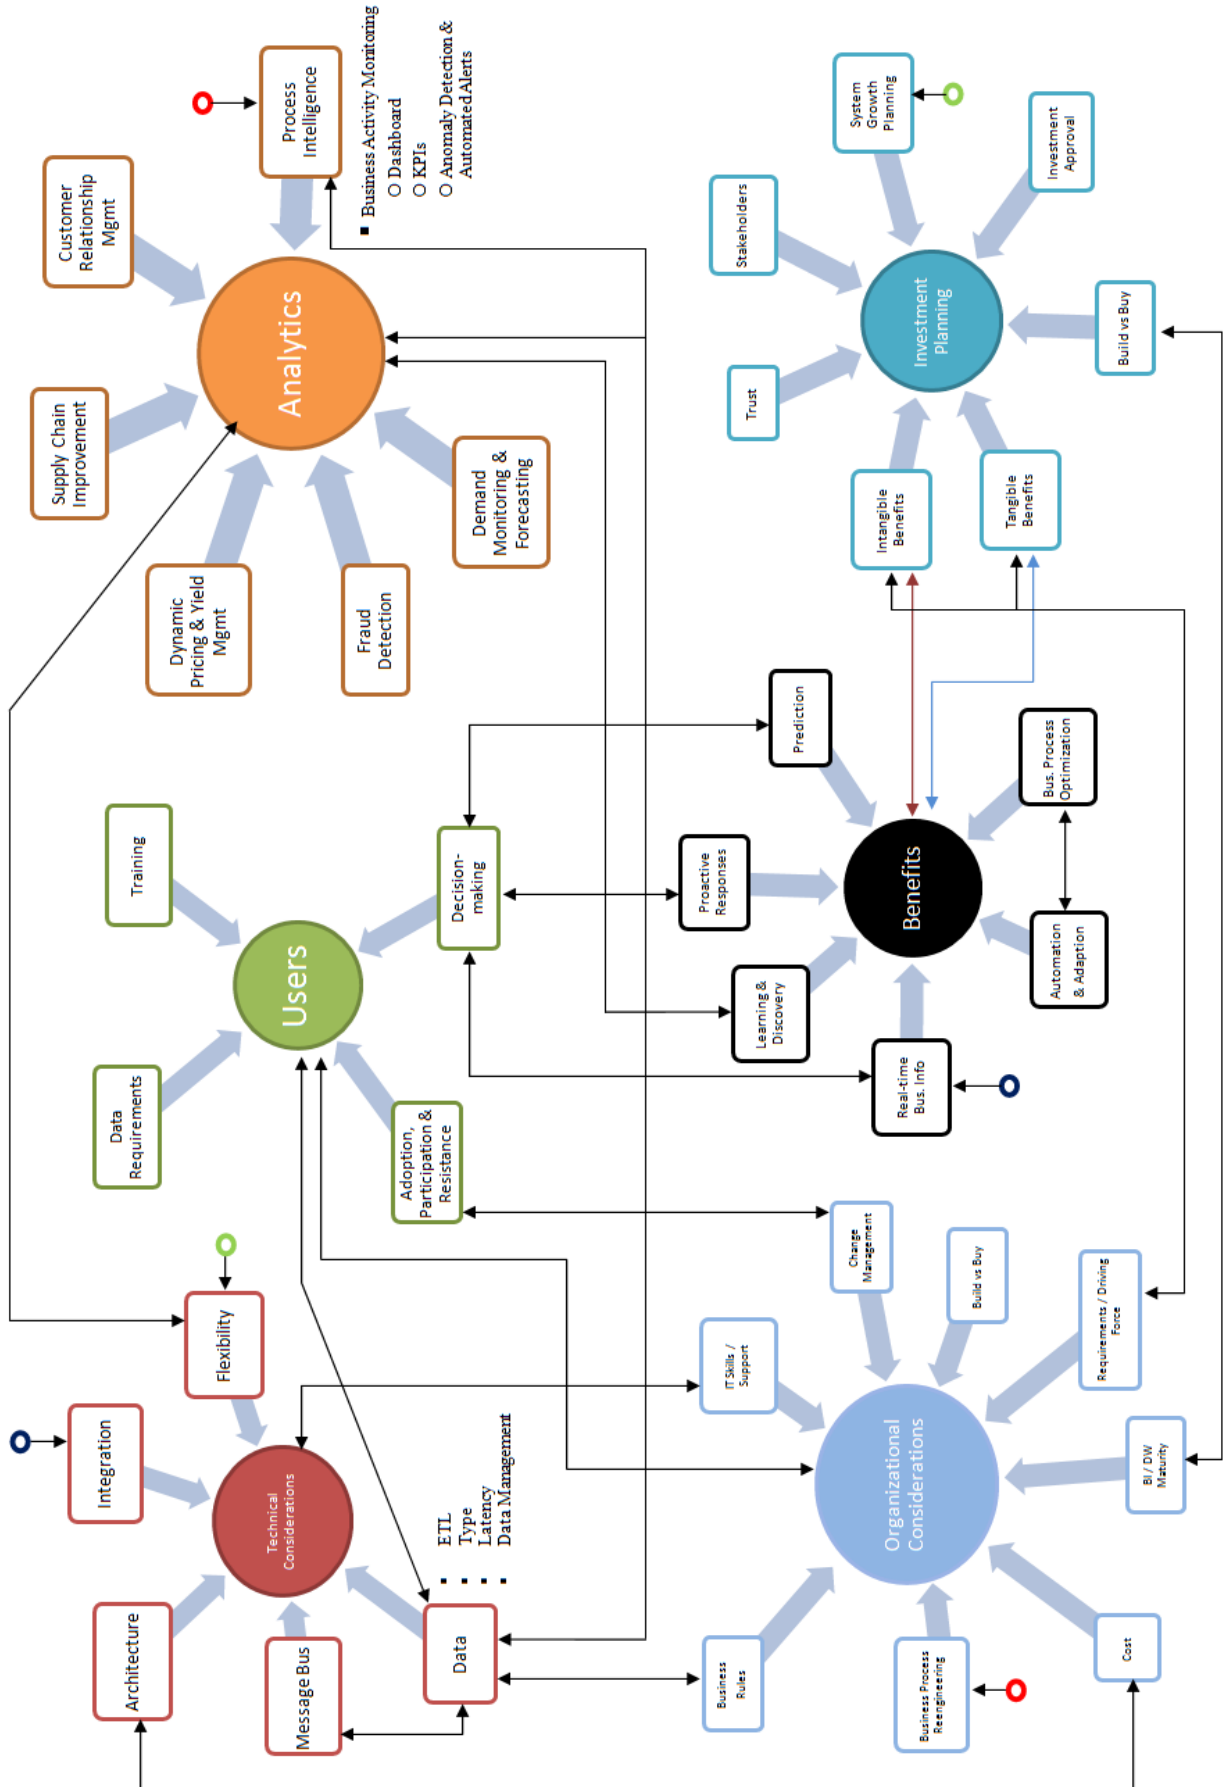 Architecture
Integration
Flexibility
Message Bus
Technical
Considerations
Data
▪ ETL
▪ Type
▪ Latency
▪ Data Management
Data
Requirements
Training
Users
Adoption,
Participation &
Resistance
Decision-
making
Supply Chain
Improvement
Customer
Relationship
Mgmt
Dynamic
Pricing & Yield
Mgmt
Process
Intelligence
Analytics
Fraud
Detection
Demand
Monitoring &
Forecasting
▪ Business Activity Monitoring
O Dashboard
O KPIs
O Anomaly Detection &
Automated Alerts
Business
Rules
IT Skills /
Support
Change
Management
Organizational
Considerations
Business Process
Reengineering
Build vs Buy
Cost
BI / DW
Maturity
Requirements / Driving
Force
Learning &
Discovery
Proactive
Responses
Prediction
Real-time
Bus. Info
Benefits
Automation
& Adaption
Bus. Process
Optimization
Trust
Stakeholders
System
Growth
Planning
Intangible
Benefits
Investment
Planning
Tangible
Benefits
Build vs Buy
Investment
Approval